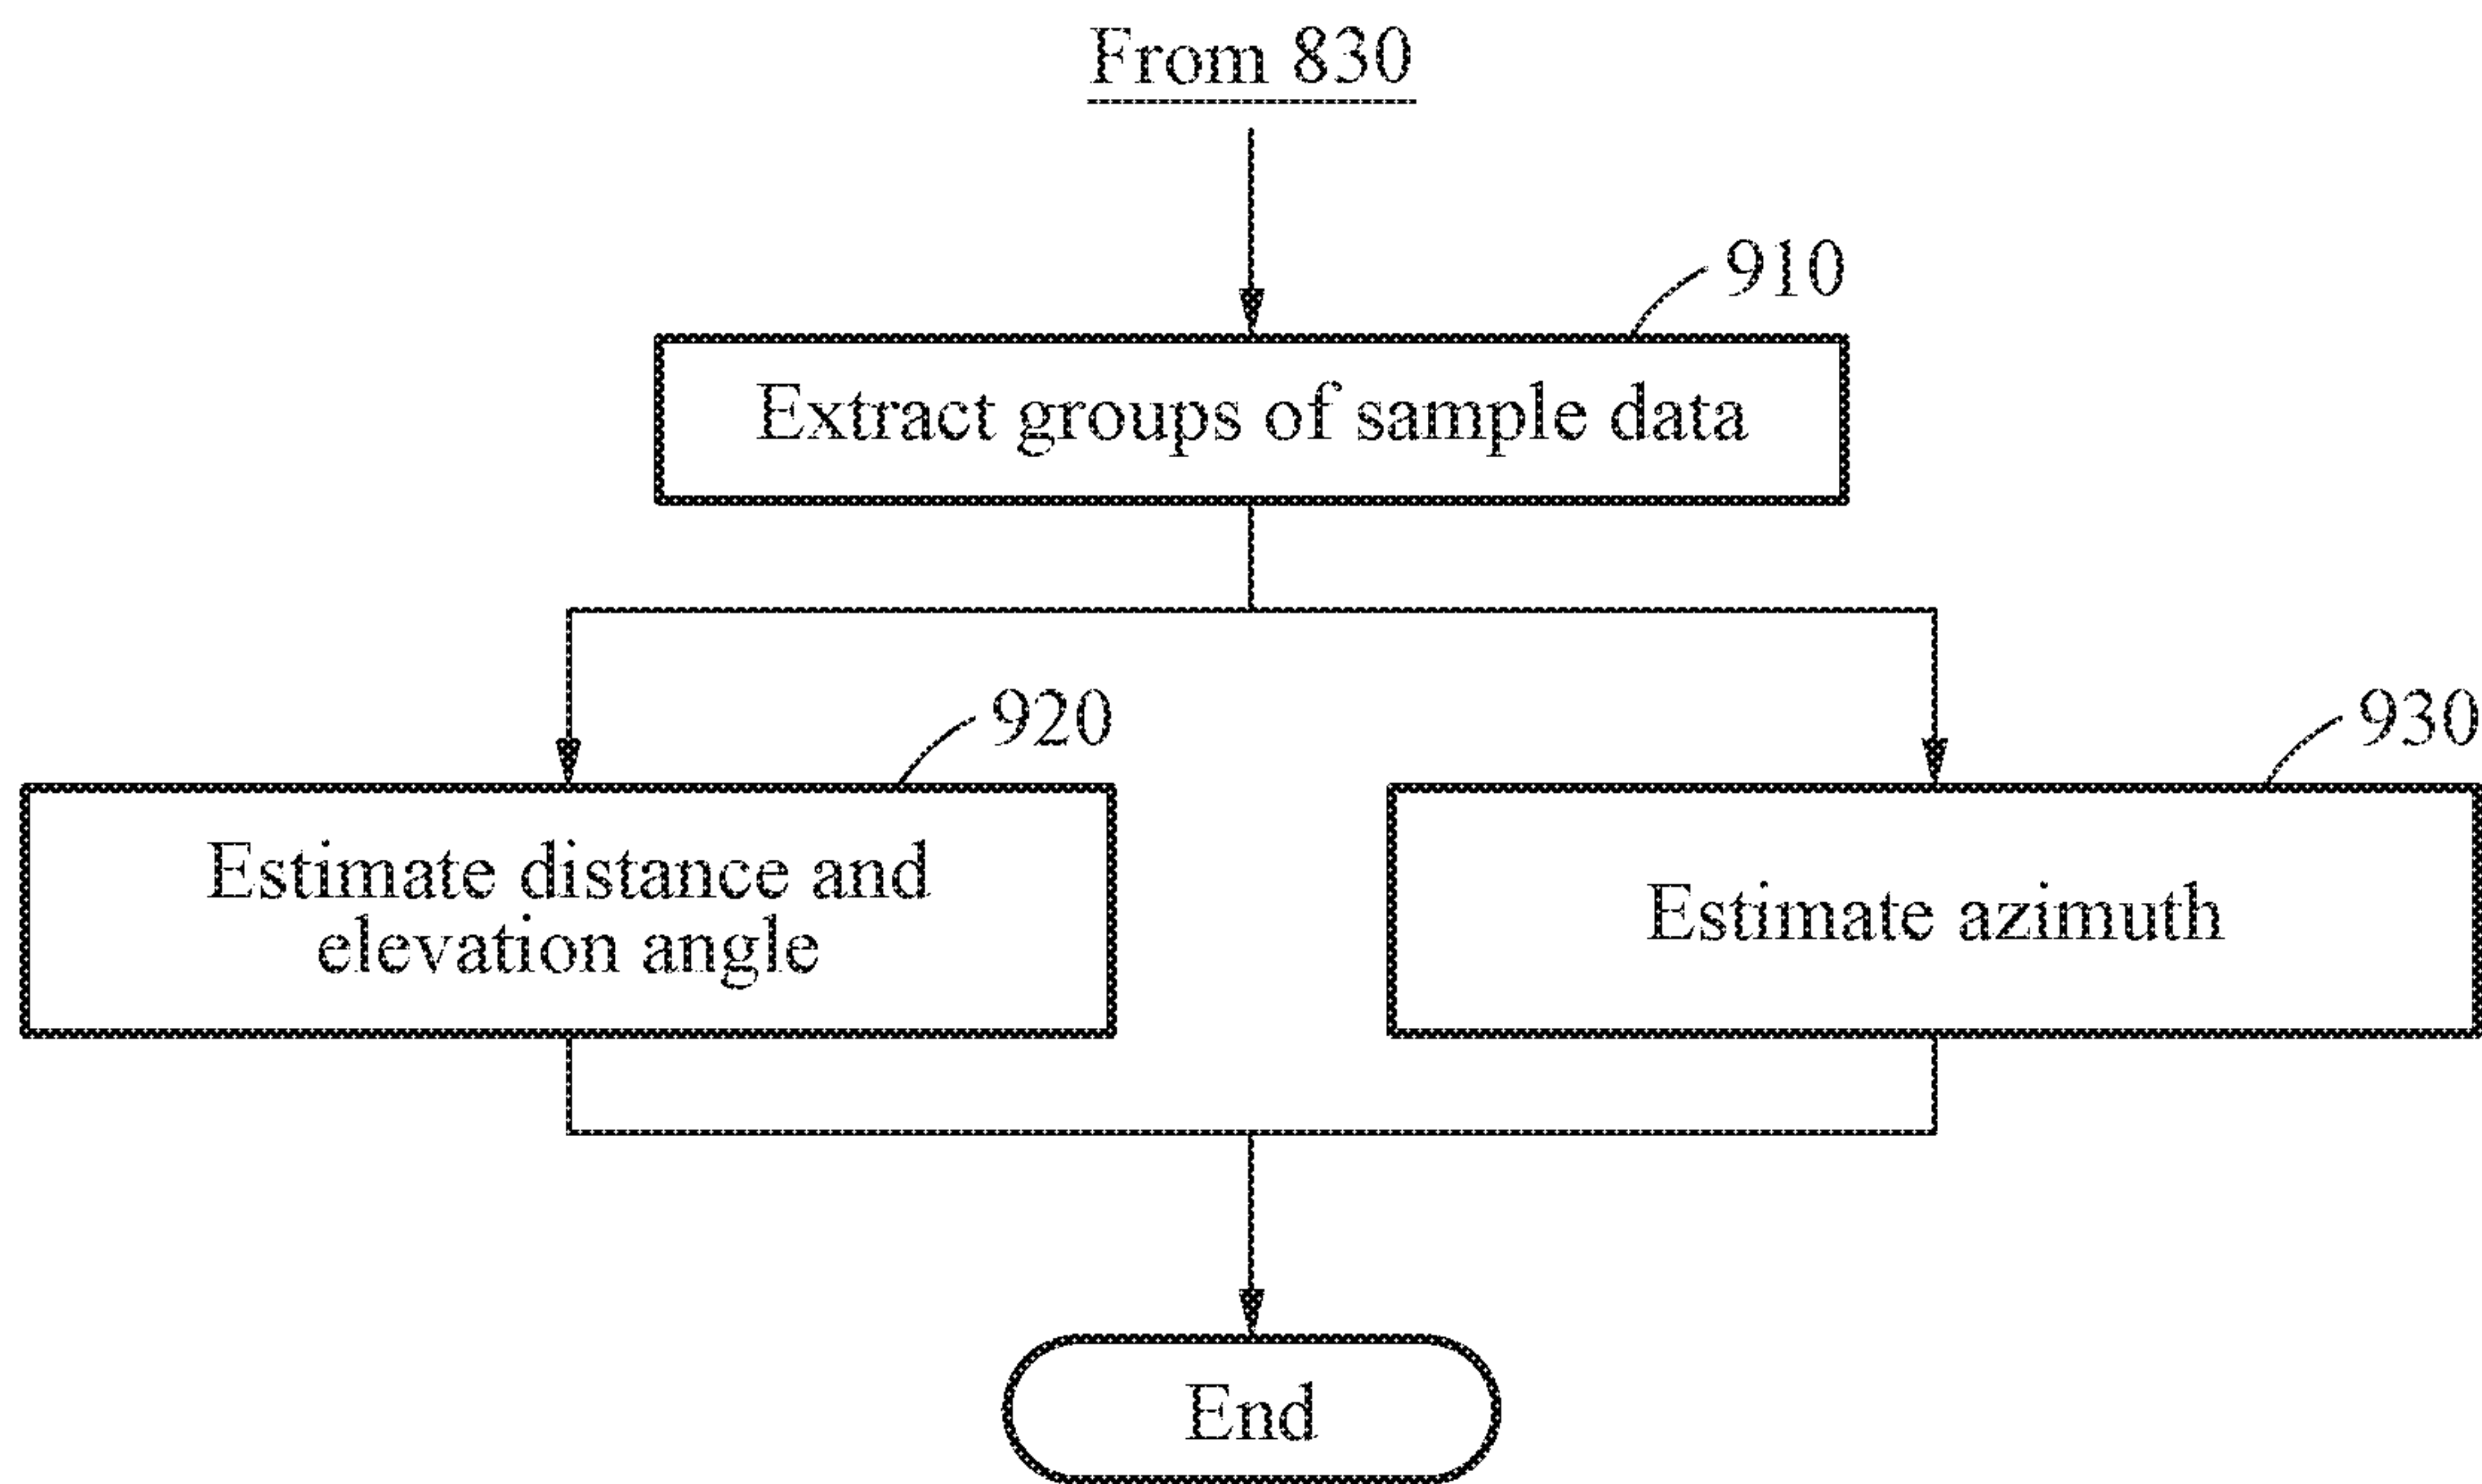 From 830
910
Extract groups of sample data
920
930
Estimate distance and
elevation angle
Estimate azimuth
End